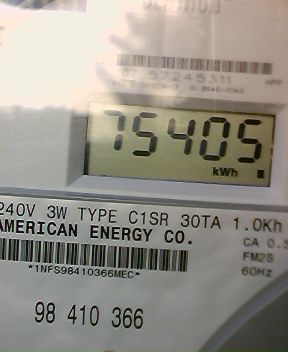 57245311
75405
kWh
240V 3W TYPE C1SR 30TA 1.0Kh
AMERICAN ENERGY CO.
CA 0.5
FM2S
60Hz
*1NFS98410366MEC*
98 410 366